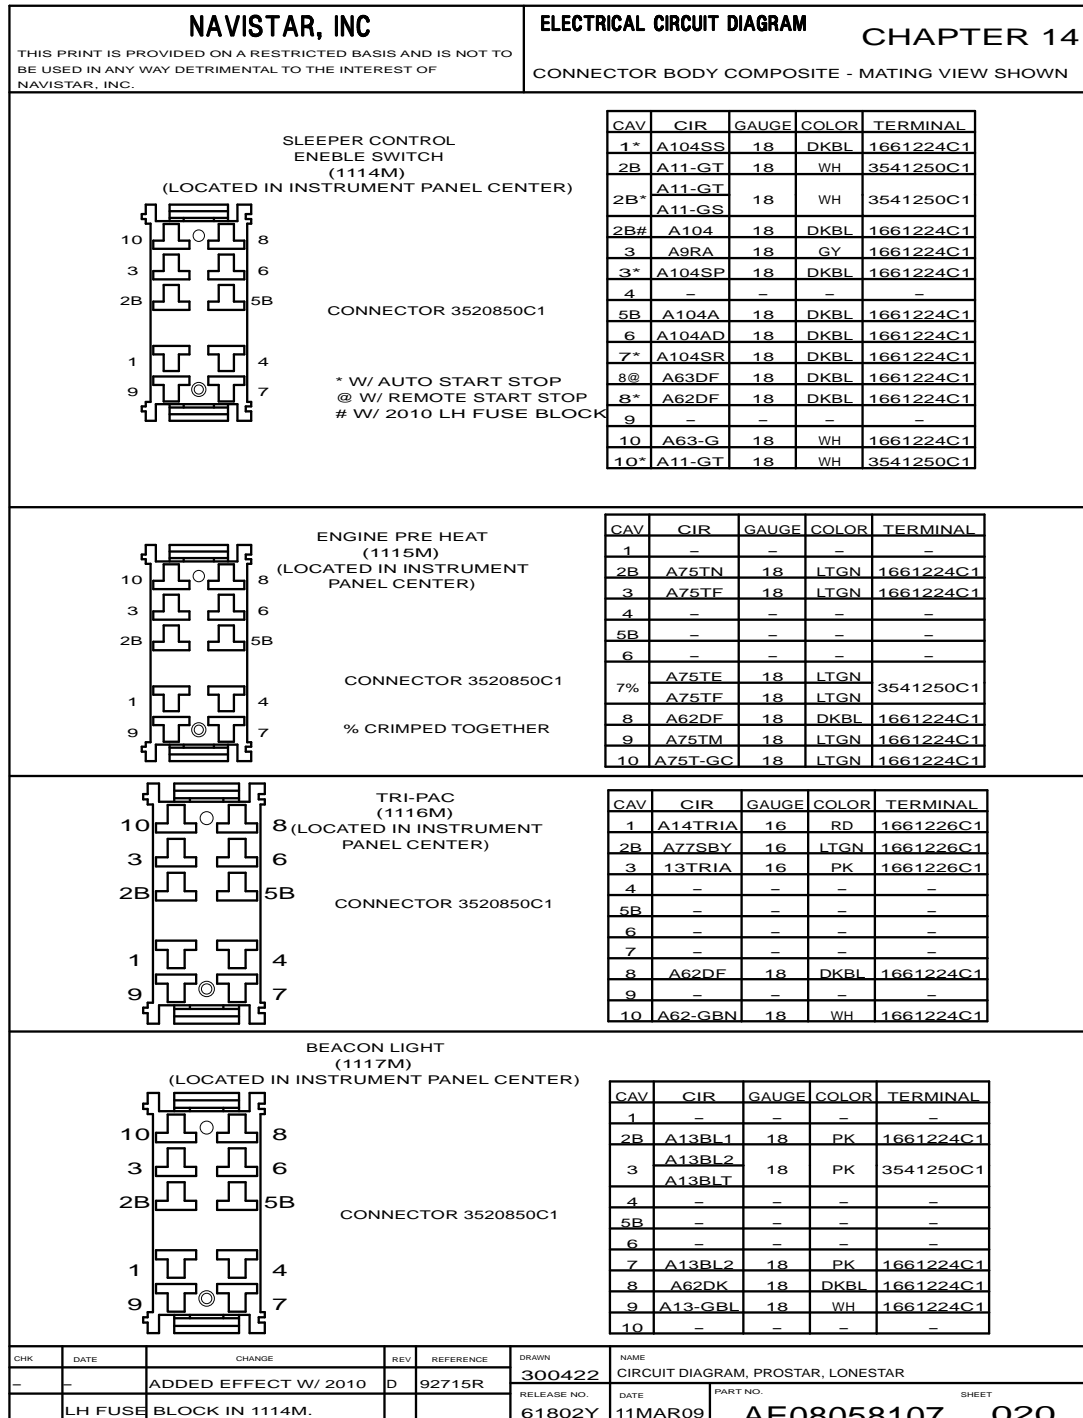 NAVISTAR, INC
THIS PRINT IS PROVIDED ON A RESTRICTED BASIS AND IS NOT TO
BE USED IN ANY WAY DETRIMENTAL TO THE INTEREST OF
NAVISTAR, INC.
ELECTRICAL CIRCUIT DIAGRAM
CHAPTER 14
CONNECTOR BODY COMPOSITE - MATING VIEW SHOWN
SLEEPER CONTROL
ENEBLE SWITCH
(1114M)
(LOCATED IN INSTRUMENT PANEL CENTER)
10 8
3 6
2B 5B
1 4
9 7
CONNECTOR 3520850C1
* W/ AUTO START STOP
@ W/ REMOTE START STOP
# W/ 2010 LH FUSE BLOCK
CAV CIR GAUGE COLOR TERMINAL
1* A104SS 18 DKBL 1661224C1
2B A11-GT 18 WH 3541250C1
2B* A11-GT A11-GS 18 WH 3541250C1
2B# A104 18 DKBL 1661224C1
3 A9RA 18 GY 1661224C1
3* A104SP 18 DKBL 1661224C1
4 – – – –
5B A104A 18 DKBL 1661224C1
6 A104AD 18 DKBL 1661224C1
7* A104SR 18 DKBL 1661224C1
8@ A63DF 18 DKBL 1661224C1
8* A62DF 18 DKBL 1661224C1
9 – – – –
10 A63-G 18 WH 1661224C1
10* A11-GT 18 WH 3541250C1
ENGINE PRE HEAT
(1115M)
(LOCATED IN INSTRUMENT
PANEL CENTER)
10 8
3 6
2B 5B
1 4
9 7
CONNECTOR 3520850C1
% CRIMPED TOGETHER
CAV CIR GAUGE COLOR TERMINAL
1 – – – –
2B A75TN 18 LTGN 1661224C1
3 A75TF 18 LTGN 1661224C1
4 – – – –
5B – – – –
6 – – – –
7% A75TE 18 LTGN 3541250C1
A75TF 18 LTGN
8 A62DF 18 DKBL 1661224C1
9 A75TM 18 LTGN 1661224C1
10 A75T-GC 18 LTGN 1661224C1
TRI-PAC
(1116M)
(LOCATED IN INSTRUMENT
PANEL CENTER)
10 8
3 6
2B 5B
1 4
9 7
CONNECTOR 3520850C1
CAV CIR GAUGE COLOR TERMINAL
1 A14TRIA 16 RD 1661226C1
2B A77SBY 16 LTGN 1661226C1
3 13TRIA 16 PK 1661226C1
4 – – – –
5B – – – –
6 – – – –
7 – – – –
8 A62DF 18 DKBL 1661224C1
9 – – – –
10 A62-GBN 18 WH 1661224C1
BEACON LIGHT
(1117M)
(LOCATED IN INSTRUMENT PANEL CENTER)
10 8
3 6
2B 5B
1 4
9 7
CONNECTOR 3520850C1
CAV CIR GAUGE COLOR TERMINAL
1 – – – –
2B A13BL1 18 PK 1661224C1
3 A13BL2 A13BLT 18 PK 3541250C1
4 – – – –
5B – – – –
6 – – – –
7 A13BL2 18 PK 1661224C1
8 A62DK 18 DKBL 1661224C1
9 A13-GBL 18 WH 1661224C1
10 – – – –
CHK DATE CHANGE REV REFERENCE
– – ADDED EFFECT W/ 2010 D 92715R
LH FUSE BLOCK IN 1114M.
DRAWN
300422
NAME
CIRCUIT DIAGRAM, PROSTAR, LONESTAR
RELEASE NO.
61802Y
DATE
11MAR09
PART NO.
AE08058107
SHEET
020